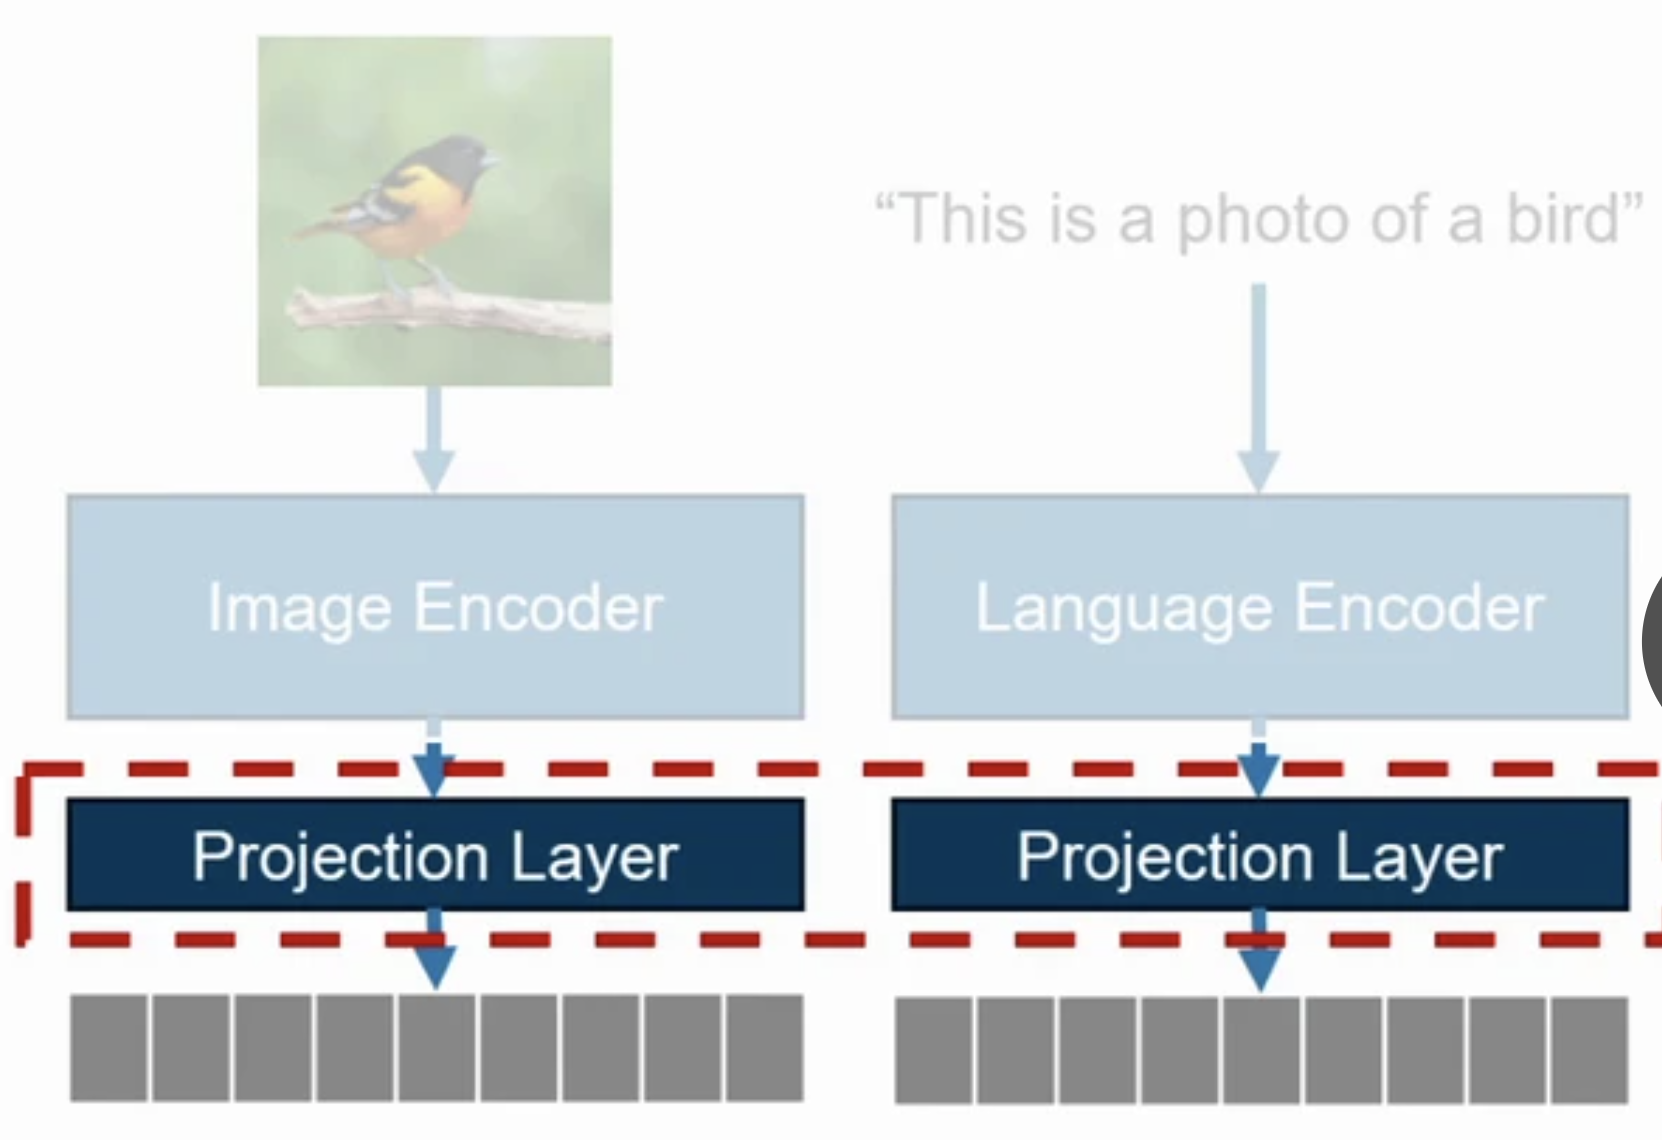 “This is a photo of a bird”
Image Encoder
Language Encoder
Projection Layer
Projection Layer